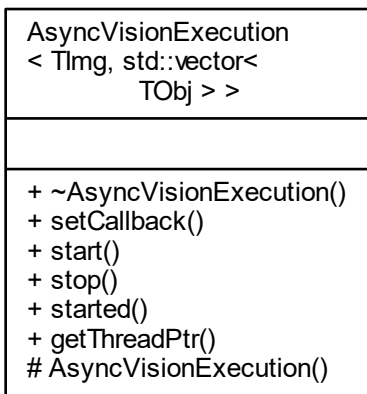 AsyncVisionExecution
< TImg, std::vector<
TObj > >
+ ~AsyncVisionExecution()
+ setCallback()
+ start()
+ stop()
+ started()
+ getThreadPtr()
# AsyncVisionExecution()